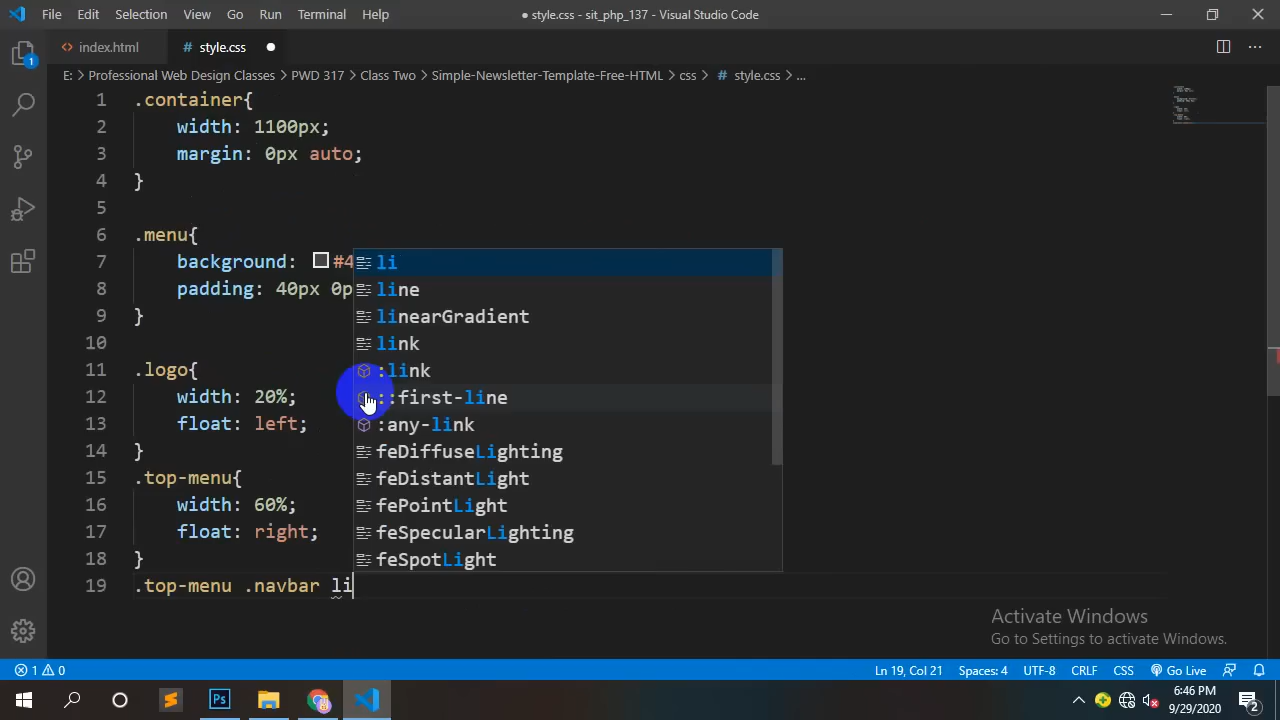 File Edit Selection View Go Run Terminal Help ● style.css - sit_php_137 - Visual Studio Code
<> index.html # style.css ●
E: > Professional Web Design Classes > PWD 317 > Class Two > Simple-Newsletter-Template-Free-HTML > css > # style.css > ...
1 .container{
2 width: 1100px;
3 margin: 0px auto;
4 }
5
6 .menu{
7 background: #4
8 padding: 40px 0p
9 }
10
11 .logo{
12 width: 20%;
13 float: left;
14 }
15 .top-menu{
16 width: 60%;
17 float: right;
18 }
19 .top-menu .navbar li
li
line
linearGradient
link
:link
::first-line
:any-link
feDiffuseLighting
feDistantLight
fePointLight
feSpecularLighting
feSpotLight
1
Activate Windows
Go to Settings to activate Windows.
1 0 Ln 19, Col 21 Spaces: 4 UTF-8 CRLF CSS Go Live
Ps 6:46 PM
9/29/2020 2